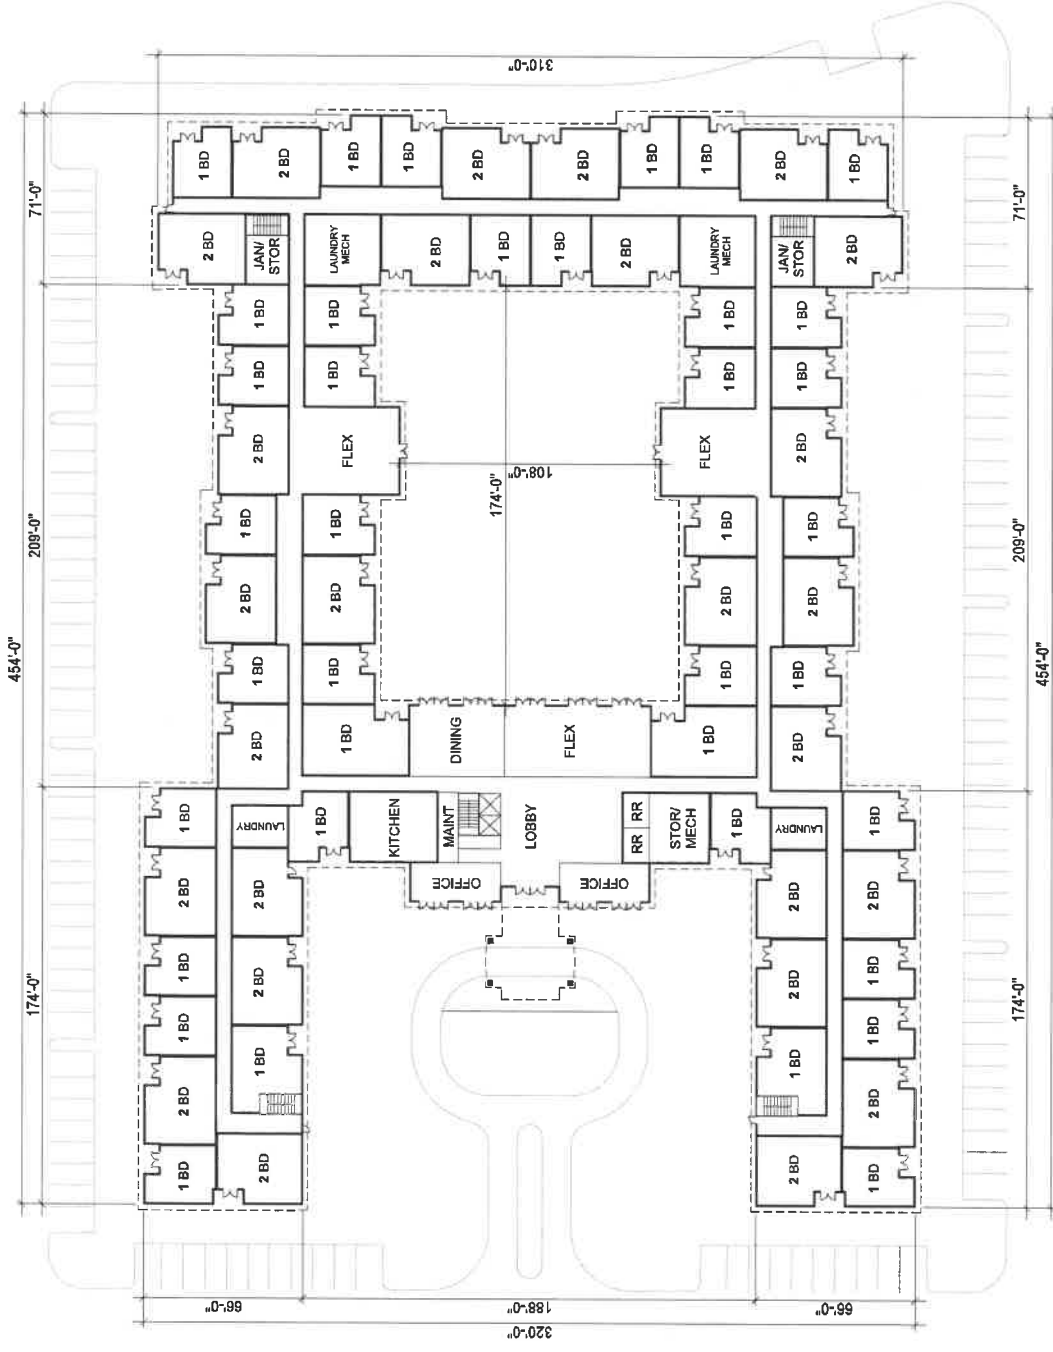 310'-0"
454'-0"
71'-0"
209'-0"
174'-0"
1 BD
2 BD
1 BD
1 BD
2 BD
2 BD
1 BD
1 BD
2 BD
1 BD
2 BD
JAN/
STOR
LAUNDRY
MECH
2 BD
1 BD
1 BD
2 BD
LAUNDRY
MECH
JAN/
STOR
2 BD
71'-0"
1 BD
1 BD
1 BD
1 BD
1 BD
1 BD
1 BD
1 BD
2 BD
FLEX
FLEX
2 BD
108'-0"
174'-0"
1 BD
1 BD
1 BD
1 BD
209'-0"
2 BD
2 BD
2 BD
2 BD
1 BD
1 BD
1 BD
1 BD
454'-0"
2 BD
1 BD
DINING
FLEX
1 BD
2 BD
1 BD
LAUNDRY
1 BD
KITCHEN
MAINT
LOBBY
RR
RR
STOR/
MECH
1 BD
LAUNDRY
1 BD
2 BD
2 BD
OFFICE
OFFICE
2 BD
2 BD
1 BD
2 BD
2 BD
1 BD
174'-0"
1 BD
1 BD
1 BD
1 BD
2 BD
2 BD
1 BD
2 BD
2 BD
1 BD
66'-0"
188'-0"
66'-0"
320'-0"